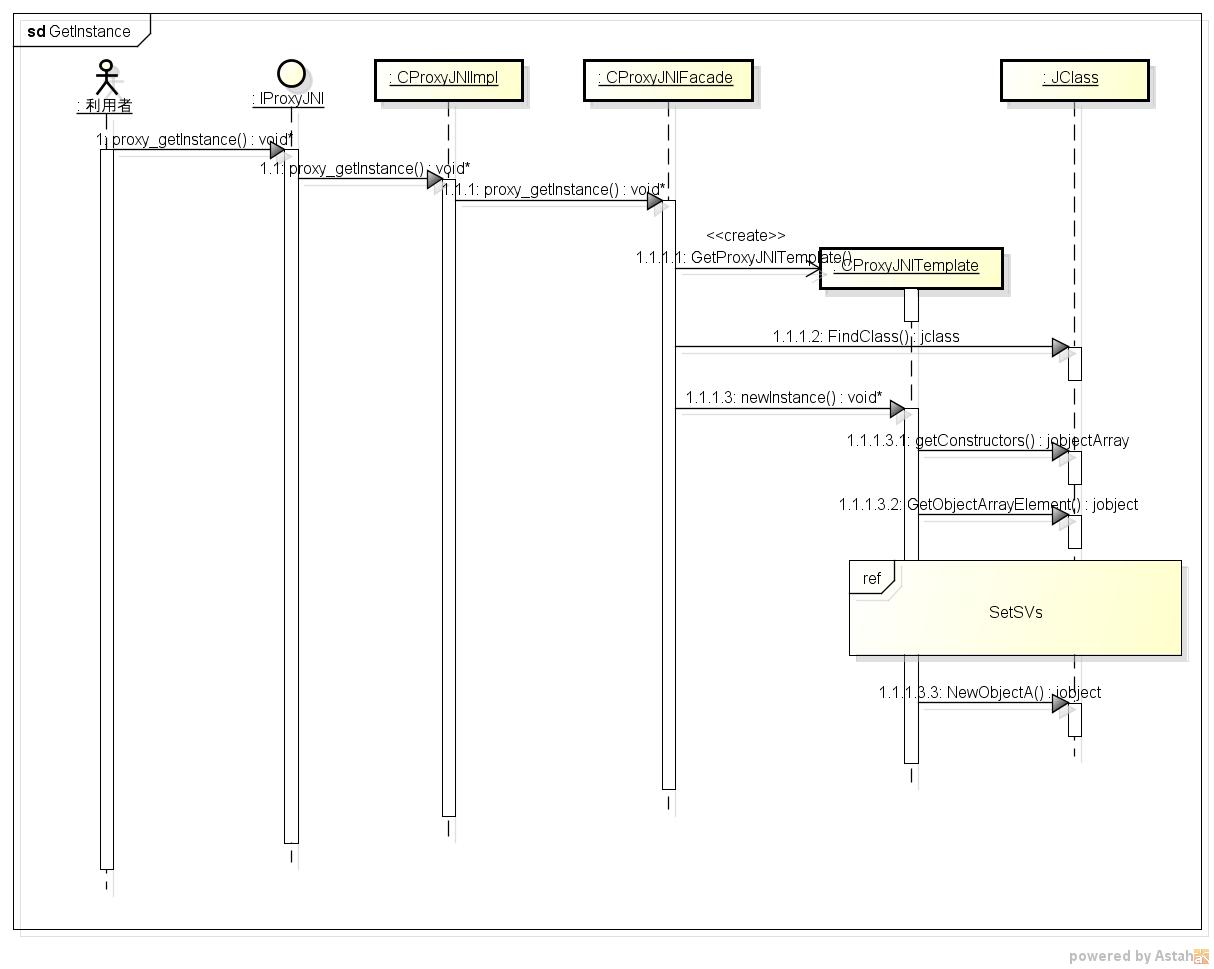 sd GetInstance
: 利用者
: IProxyJNI
: CProxyJNIImpl
: CProxyJNIFacade
: JClass
1: proxy_getInstance() : void*
1.1: proxy_getInstance() : void*
1.1.1: proxy_getInstance() : void*
<<create>>
1.1.1.1: GetProxyJNITemplate()
: CProxyJNITemplate
1.1.1.2: FindClass() : jclass
1.1.1.3: newInstance() : void*
1.1.1.3.1: getConstructors() : jobjectArray
1.1.1.3.2: GetObjectArrayElement() : jobject
ref
SetSVs
1.1.1.3.3: NewObjectA() : jobject
powered by Astah